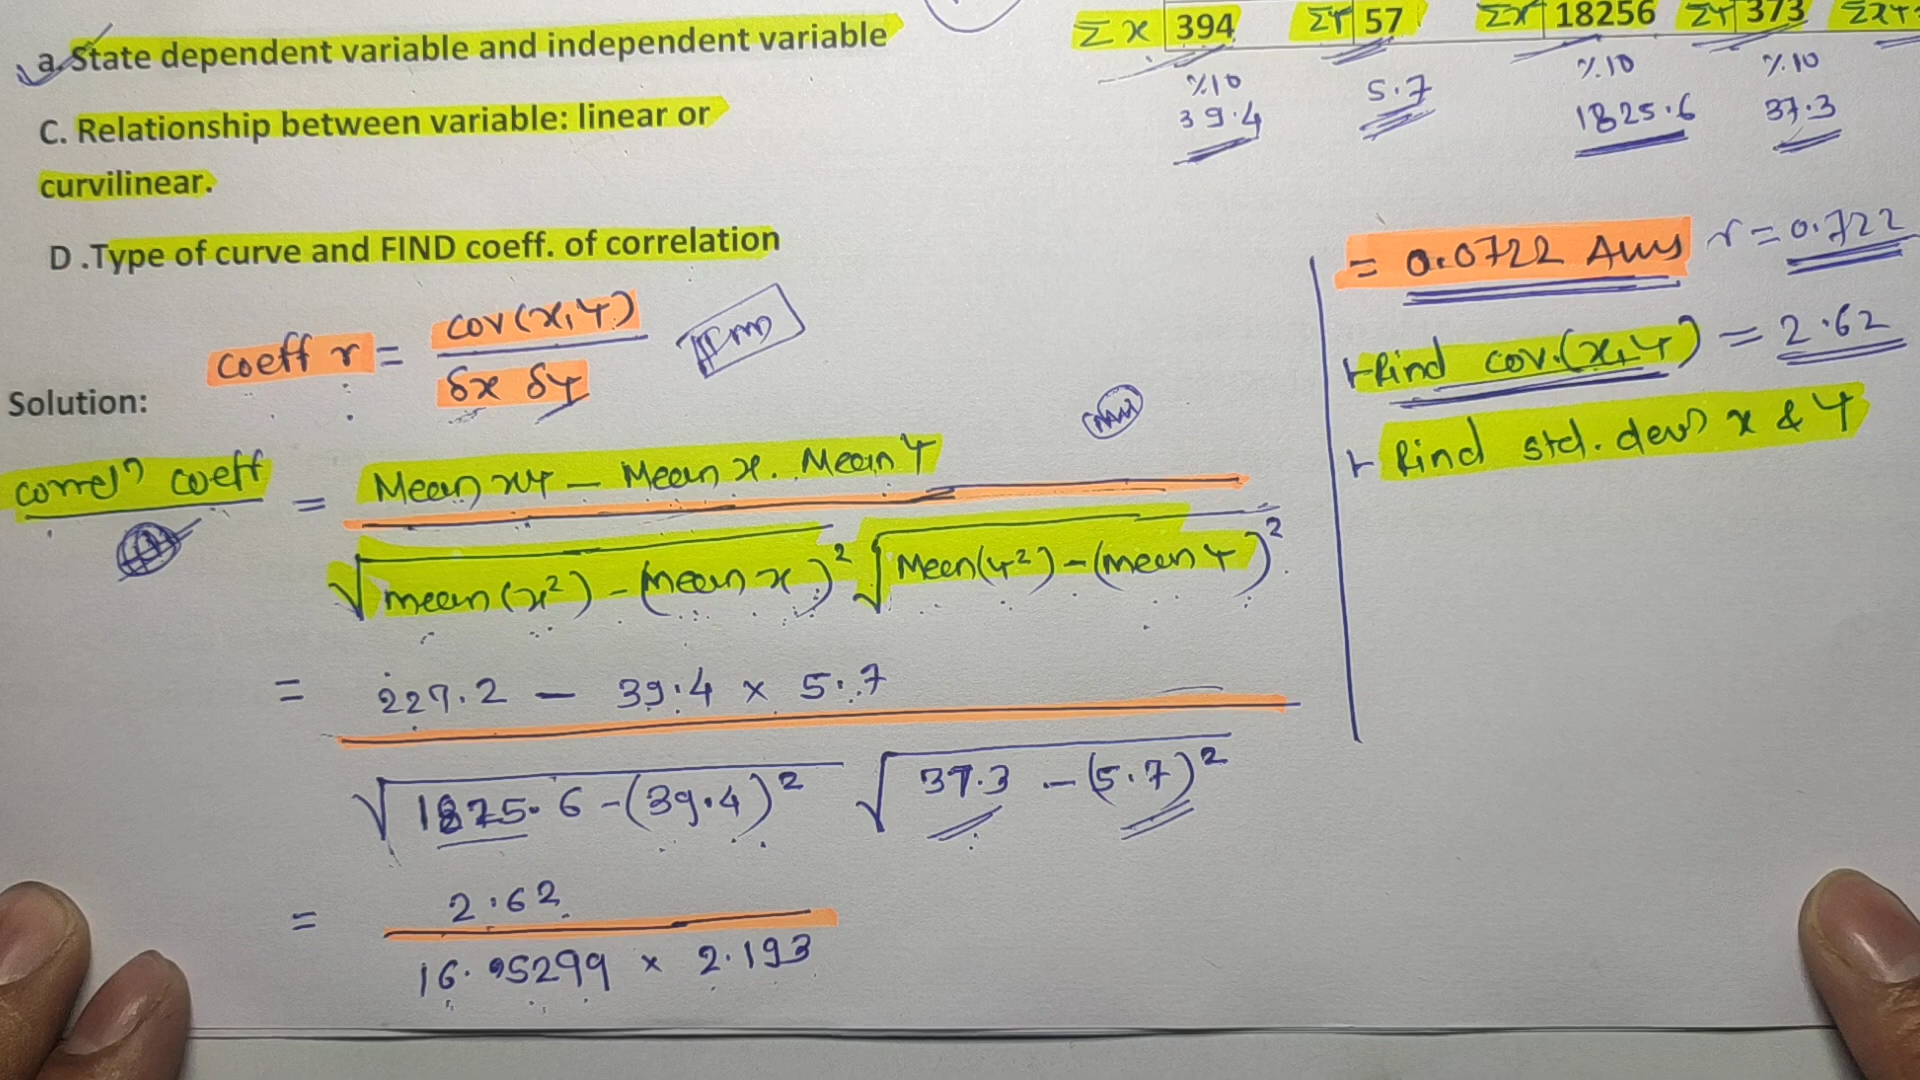 a. State dependent variable and independent variable
C. Relationship between variable: linear or
curvilinear.
D .Type of curve and FIND coeff. of correlation
Σx 394 ΣY 57 Σx² 18256 ΣY² 373 ΣXY
%10 %10 %10
39.4 5.7 1825.6 37.3
coeff r = cov(x,y) / δx δy
Solution:
correlⁿ coeff = Mean xy – Mean x. Mean y
√mean(x²) - (mean x)² √Mean(y²) - (mean y)²
= 227.2 – 39.4 x 5.7
√1825.6 - (39.4)² √37.3 - (5.7)²
= 2.62
16.95299 x 2.193
= 0.0722 Ans r = 0.722
find cov.(x,y) = 2.62
find std. devⁿ x & y